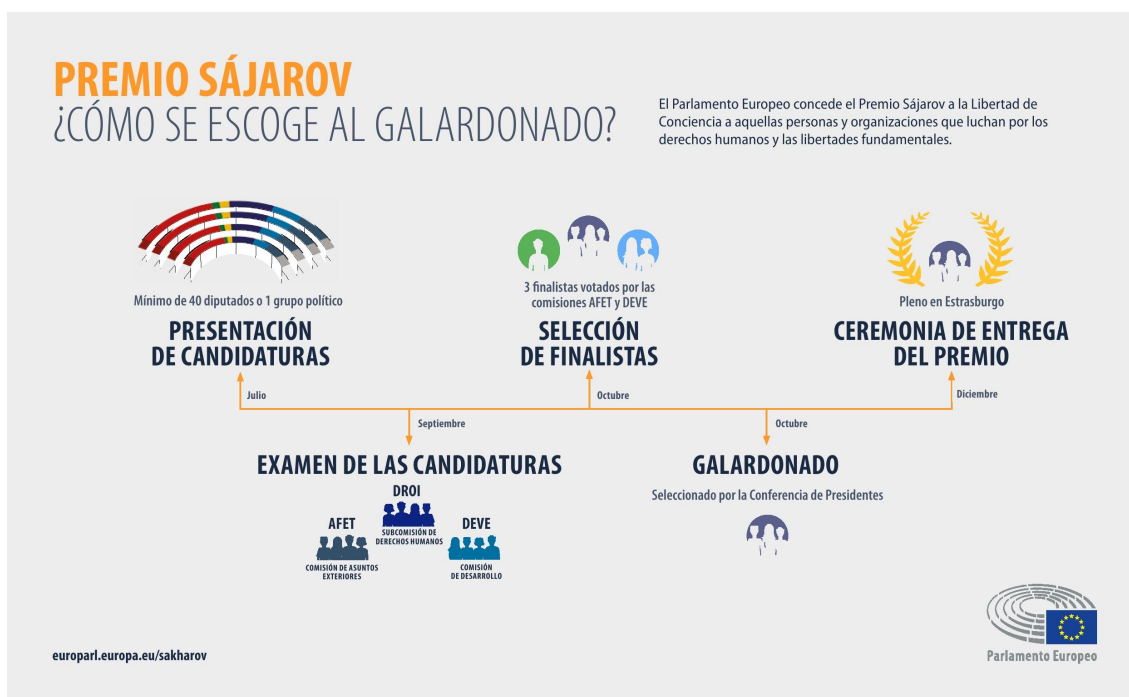 PREMIO SÁJAROV
¿CÓMO SE ESCOGE AL GALARDONADO?
El Parlamento Europeo concede el Premio Sájarov a la Libertad de
Conciencia a aquellas personas y organizaciones que luchan por los
derechos humanos y las libertades fundamentales.
Mínimo de 40 diputados o 1 grupo político
PRESENTACIÓN
DE CANDIDATURAS
Julio
3 finalistas votados por las
comisiones AFET y DEVE
SELECCIÓN
DE FINALISTAS
Octubre
Pleno en Estrasburgo
CEREMONIA DE ENTREGA
DEL PREMIO
Diciembre
Septiembre
EXAMEN DE LAS CANDIDATURAS
DROI
SUBCOMISIÓN DE
DERECHOS HUMANOS
AFET
COMISIÓN DE ASUNTOS
EXTERIORES
DEVE
COMISIÓN
DE DESARROLLO
Octubre
GALARDONADO
Seleccionado por la Conferencia de Presidentes
europarl.europa.eu/sakharov
Parlamento Europeo